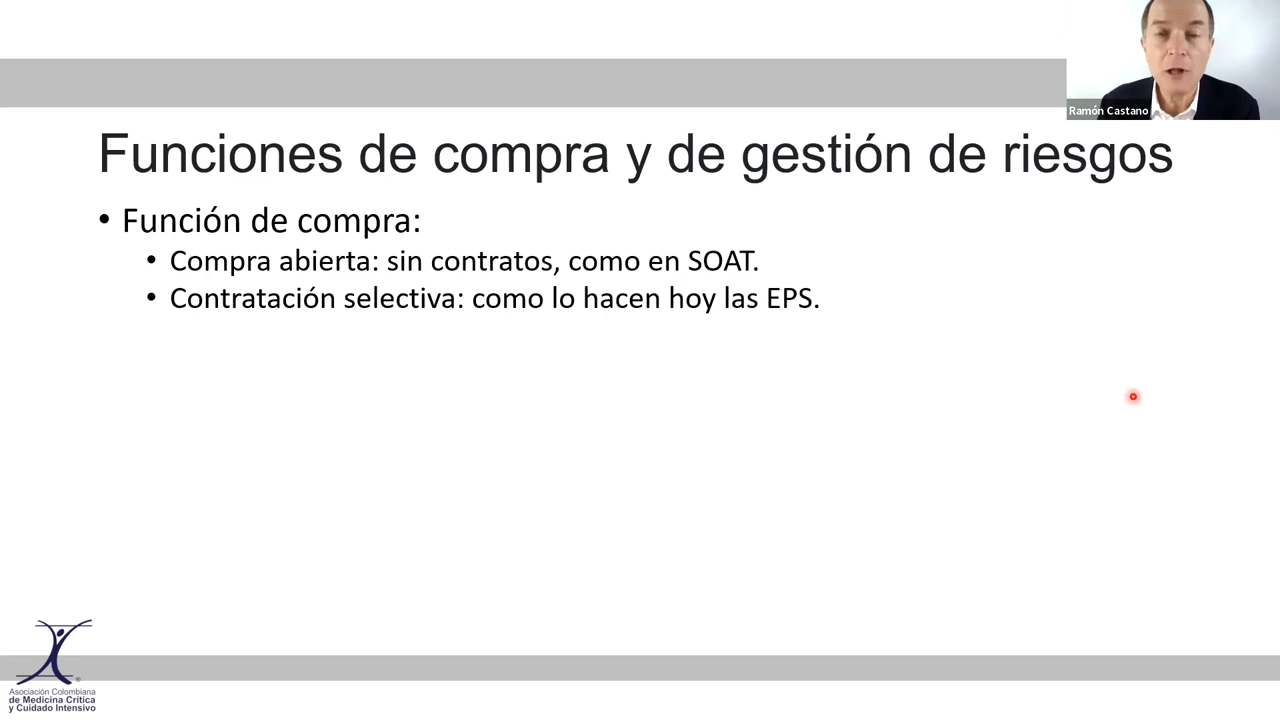 Ramón Castano
Funciones de compra y de gestión de riesgos
• Función de compra:
• Compra abierta: sin contratos, como en SOAT.
• Contratación selectiva: como lo hacen hoy las EPS.
Asociación Colombiana
de Medicina Crítica
y Cuidado Intensivo